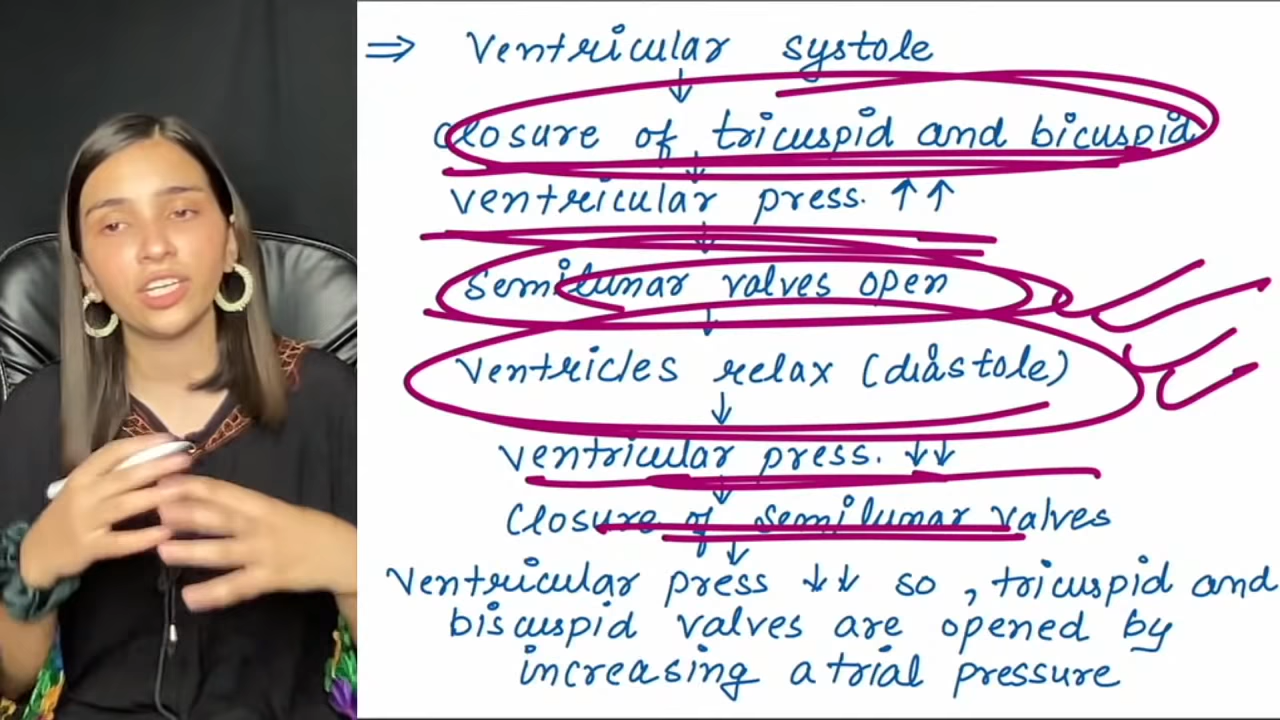 ⇒ Ventricular systole
↓
closure of tricuspid and bicuspid
↓
ventricular press. ↑↑
↓
semilunar valves open
↓
ventricles relax (diastole)
↓
ventricular press. ↓↓
↓
closure of semilunar valves
↓
Ventricular press ↓↓ so, tricuspid and
biscuspid valves are opened by
increasing atrial pressure